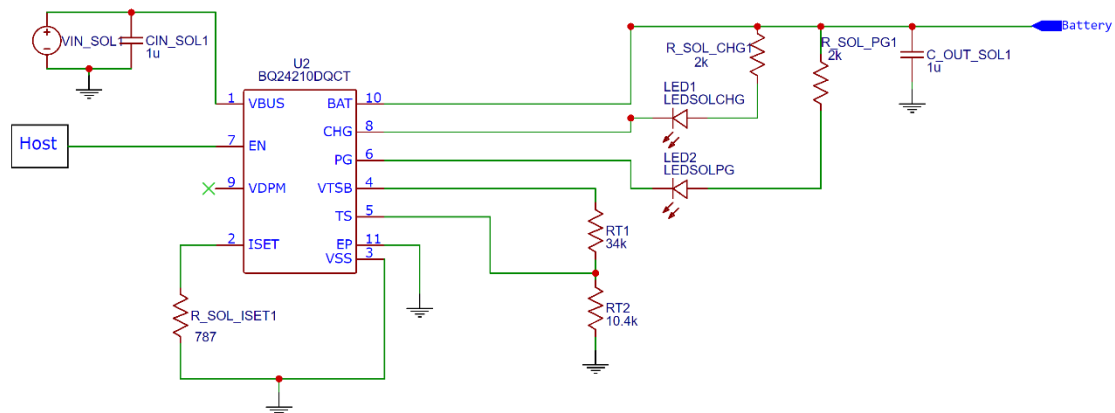 VIN_SOL1
CIN_SOL1
1u
U2
BQ24210DQCT
1 VBUS
BAT 10
CHG 8
7 EN
PG 6
9 VDPM
VTSB 4
TS 5
2 ISET
EP 11
VSS 3
Host
R_SOL_ISET1
787
R_SOL_CHG1
2k
R_SOL_PG1
2k
C_OUT_SOL1
1u
Battery
LED1
LEDSOLCHG
LED2
LEDSOLPG
RT1
34k
RT2
10.4k